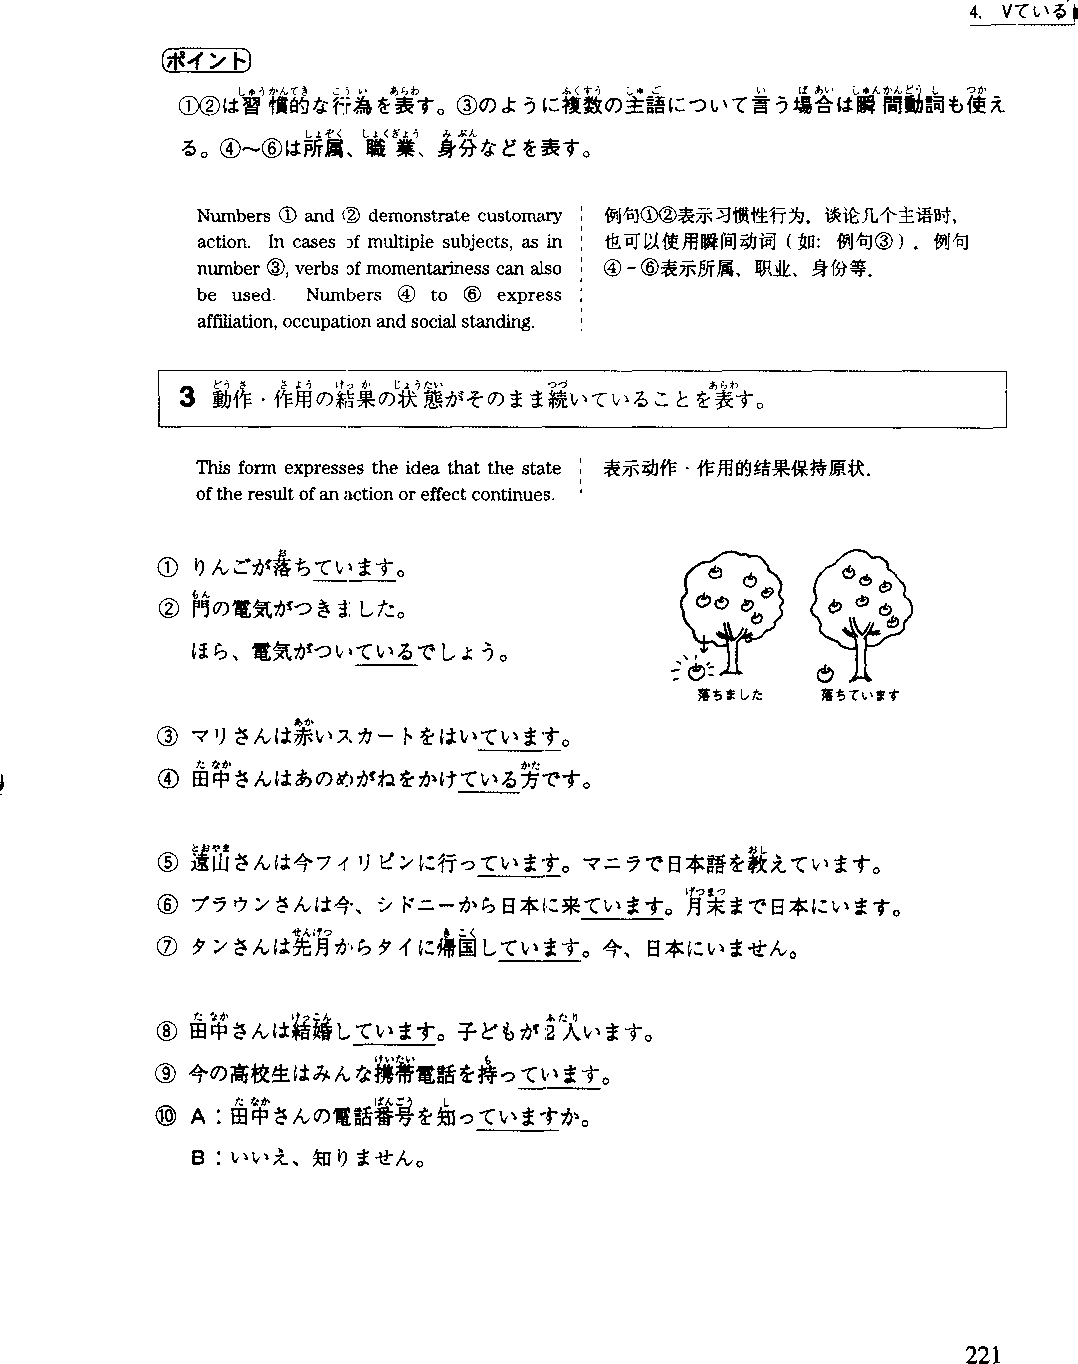 4. Vている
ポイント
①②は習慣的な行為を表す。③のように複数の主語について言う場合は瞬間動詞も使え
る。④～⑥は所属、職業、身分などを表す。
Numbers ① and ② demonstrate customary
action. In cases of multiple subjects, as in
number ③, verbs of momentariness can also
be used. Numbers ④ to ⑥ express
affiliation, occupation and social standing.
例句①②表示习惯性行为．谈论几个主语时，
也可以使用瞬间动词（如：例句③）．例句
④－⑥表示所属、职业、身份等．
3 動作・作用の結果の状態がそのまま続いていることを表す。
This form expresses the idea that the state
of the result of an action or effect continues.
表示动作・作用的结果保持原状．
① りんごが落ちています。
② 門の電気がつきました。
ほら、電気がついているでしょう。
落ちました 落ちています
③ マリさんは赤いスカートをはいています。
④ 田中さんはあのめがねをかけている方です。
⑤ 遠山さんは今フィリピンに行っています。マニラで日本語を教えています。
⑥ ブラウンさんは今、シドニーから日本に来ています。月末まで日本にいます。
⑦ タンさんは先月からタイに帰国しています。今、日本にいません。
⑧ 田中さんは結婚しています。子どもが2人います。
⑨ 今の高校生はみんな携帯電話を持っています。
⑩ A：田中さんの電話番号を知っていますか。
B：いいえ、知りません。
221